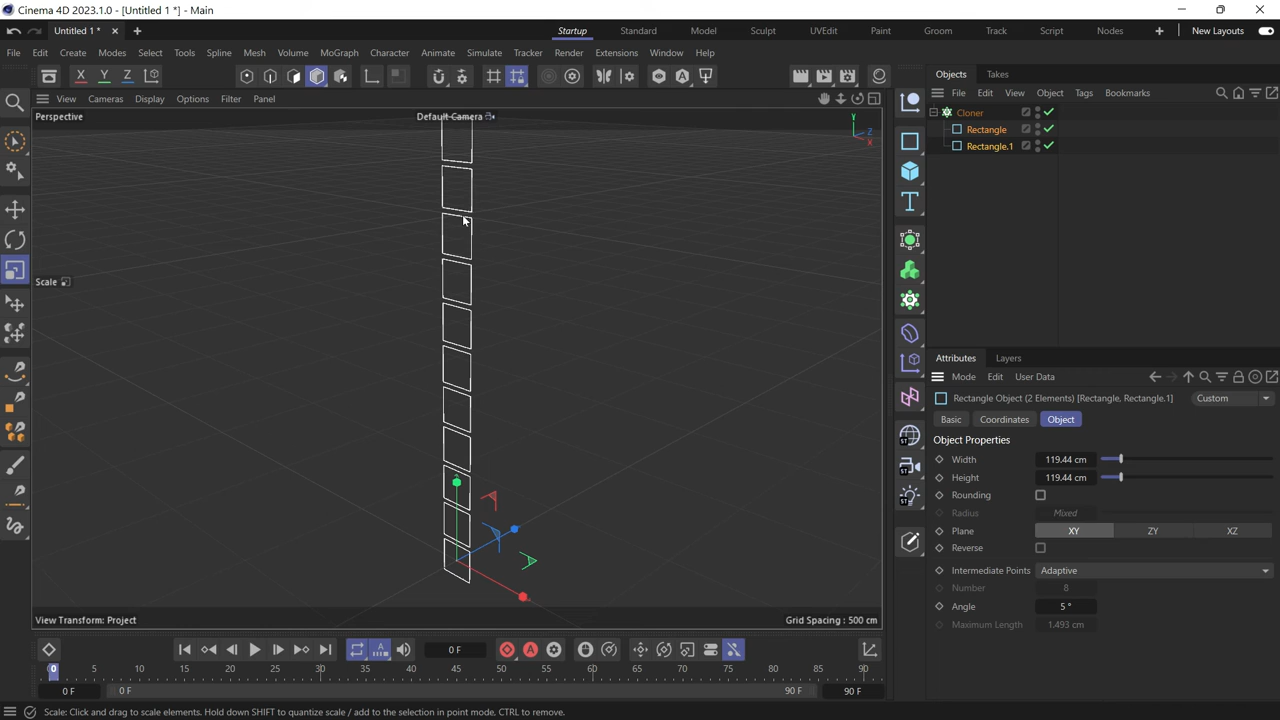 Cinema 4D 2023.1.0 - [Untitled 1 *] - Main
Untitled 1 *
Startup Standard Model Sculpt UVEdit Paint Groom Track Script Nodes New Layouts
File Edit Create Modes Select Tools Spline Mesh Volume MoGraph Character Animate Simulate Tracker Render Extensions Window Help
X Y Z
Objects Takes
View Cameras Display Options Filter Panel
File Edit View Object Tags Bookmarks
Perspective
Default Camera
Y
Z
X
Cloner
Rectangle
Rectangle.1
Scale
Attributes Layers
Mode Edit User Data
Rectangle Object (2 Elements) [Rectangle, Rectangle.1]
Custom
Basic Coordinates Object
Object Properties
Width 119.44 cm
Height 119.44 cm
Rounding
Radius Mixed
Plane XY ZY XZ
Reverse
Intermediate Points Adaptive
Number 8
Angle 5 °
Maximum Length 1.493 cm
ST
ST
ST
View Transform: Project
Grid Spacing : 500 cm
0 F
0 5 10 15 20 25 30 35 40 45 50 55 60 65 70 75 80 85 90
0 F 0 F 90 F 90 F
Scale: Click and drag to scale elements. Hold down SHIFT to quantize scale / add to the selection in point mode, CTRL to remove.